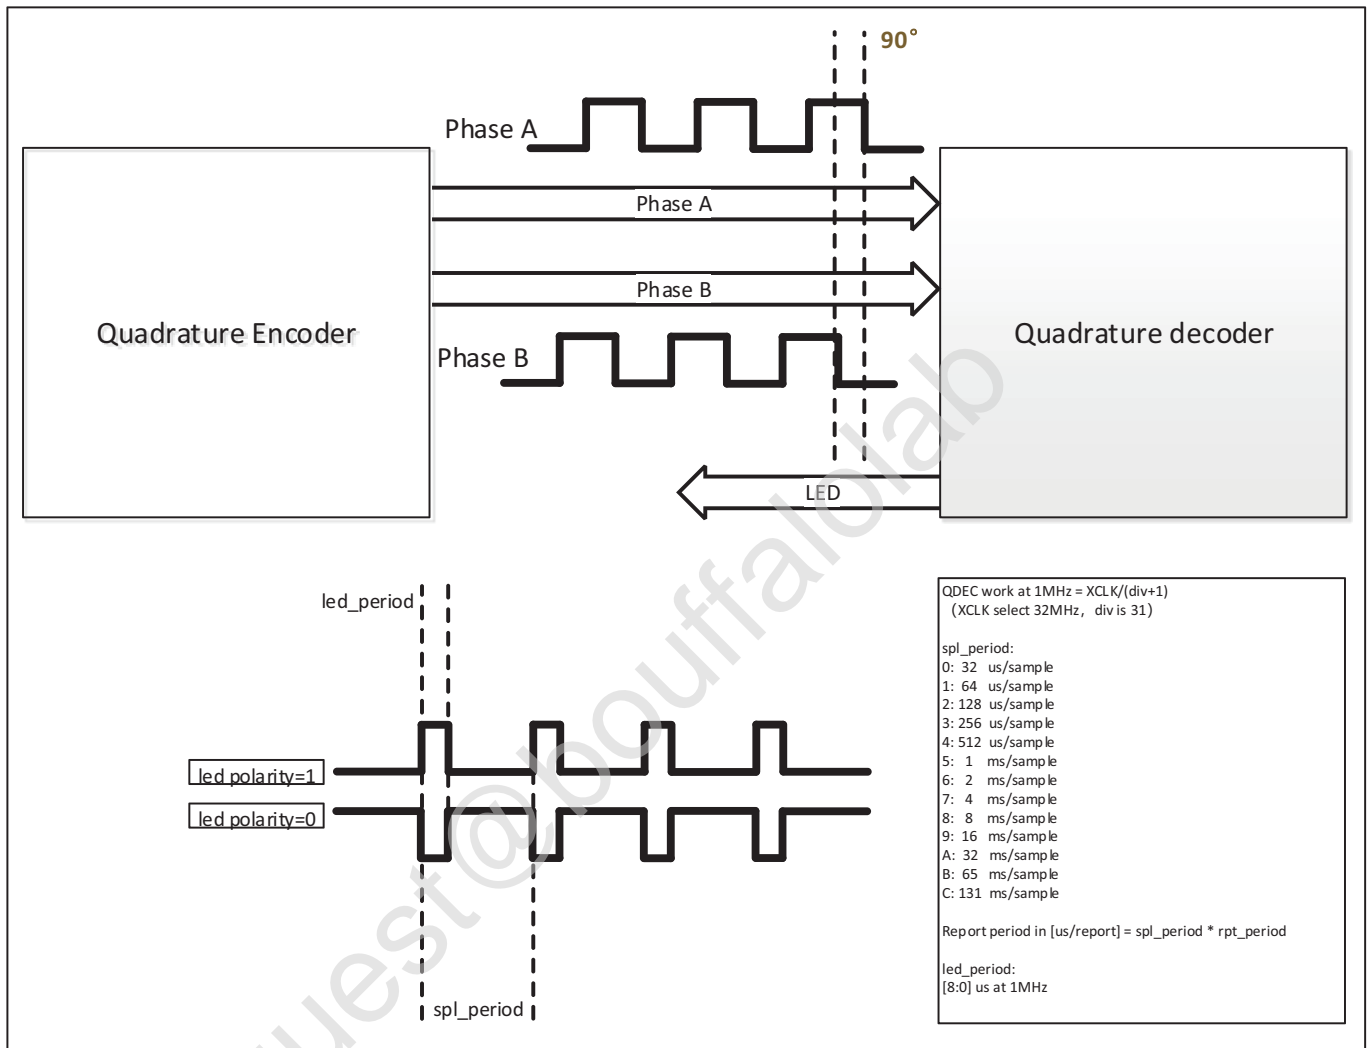 90°
Phase A
Phase A
Phase B
Quadrature Encoder
Quadrature decoder
Phase B
LED
led_period
led polarity=1
led polarity=0
spl_period
QDEC work at 1MHz = XCLK/(div+1)
(XCLK select 32MHz, div is 31)
spl_period:
0: 32 us/sample
1: 64 us/sample
2: 128 us/sample
3: 256 us/sample
4: 512 us/sample
5: 1 ms/sample
6: 2 ms/sample
7: 4 ms/sample
8: 8 ms/sample
9: 16 ms/sample
A: 32 ms/sample
B: 65 ms/sample
C: 131 ms/sample
Report period in [us/report] = spl_period * rpt_period
led_period:
[8:0] us at 1MHz
uest@bouffalolab